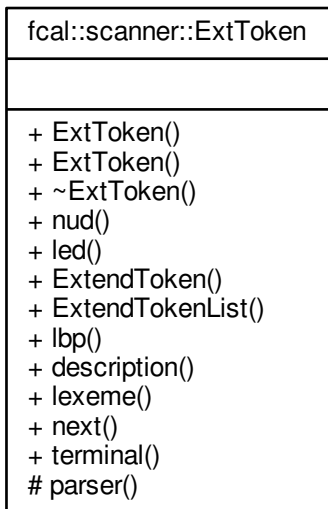 fcal::scanner::ExtToken
+ ExtToken()
+ ExtToken()
+ ~ExtToken()
+ nud()
+ led()
+ ExtendToken()
+ ExtendTokenList()
+ lbp()
+ description()
+ lexeme()
+ next()
+ terminal()
# parser()